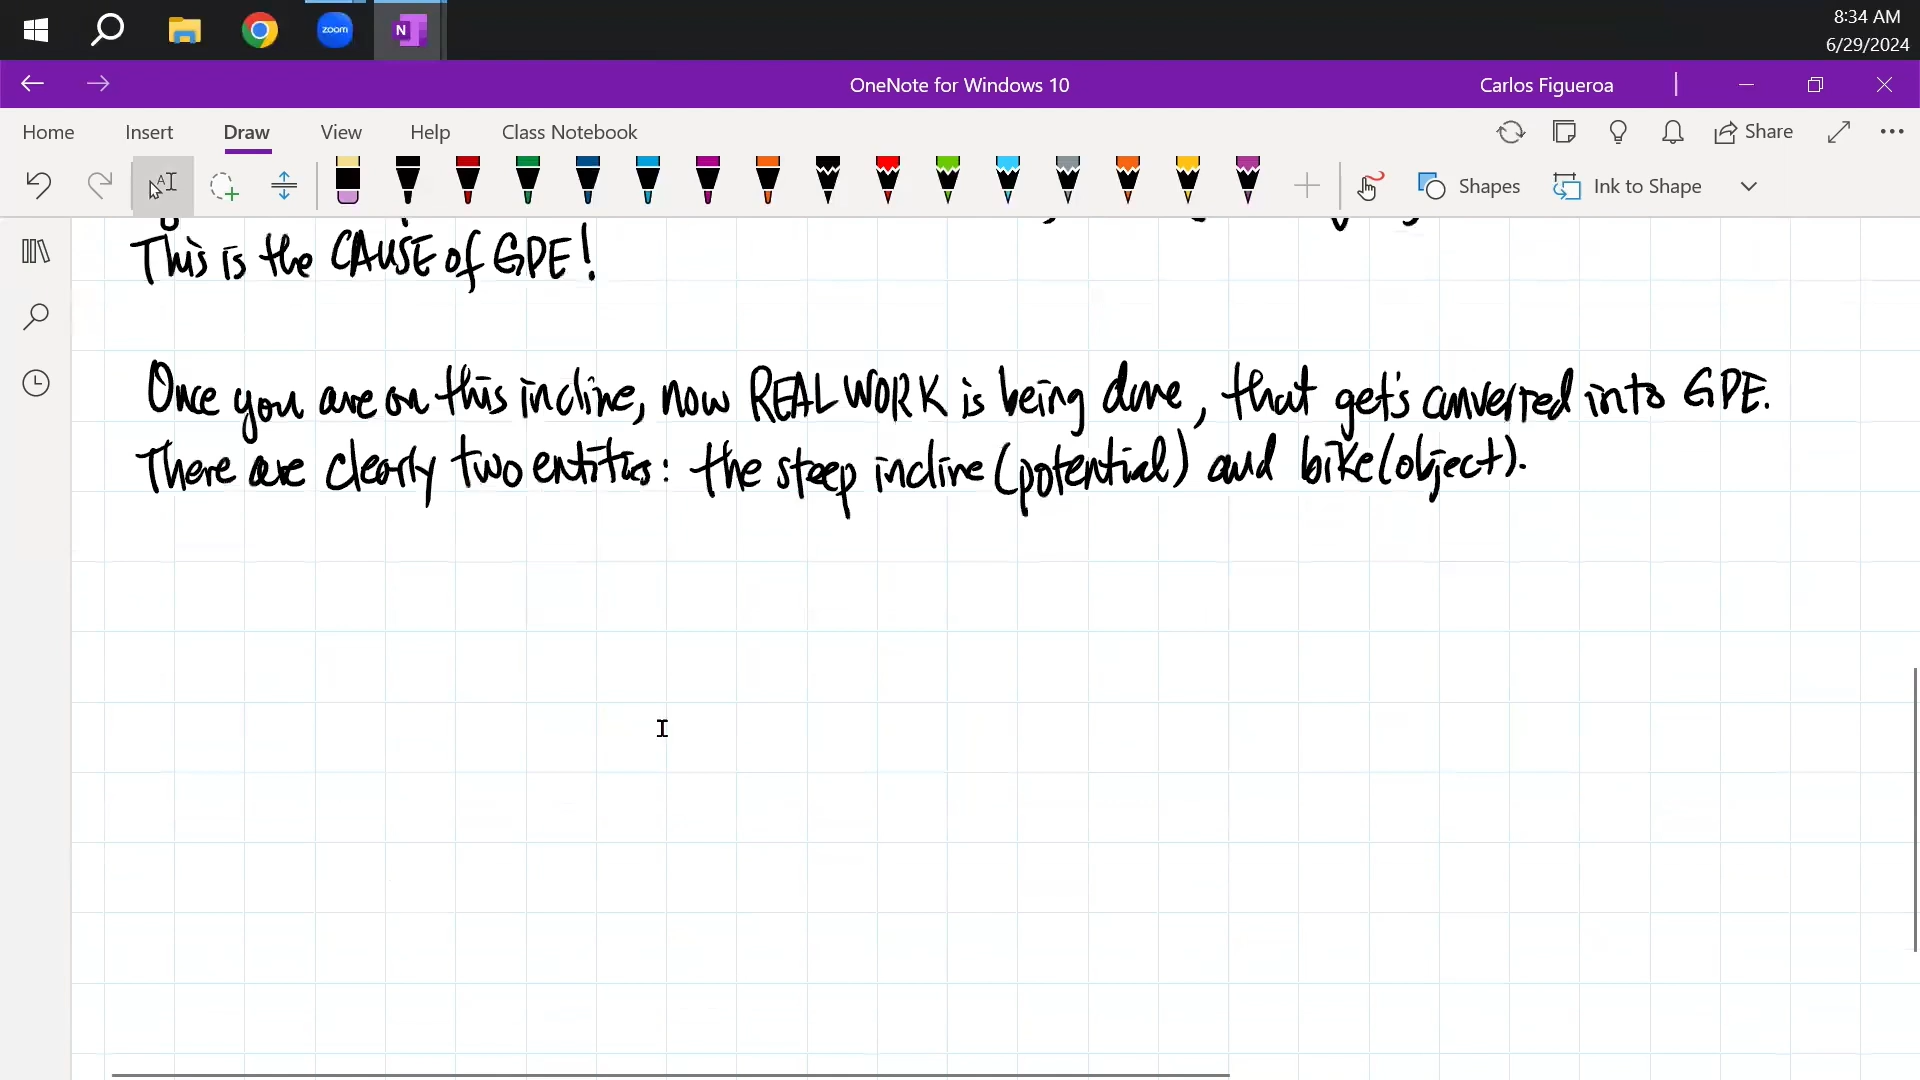 8:34 AM
6/29/2024
zoom
N
OneNote for Windows 10
Carlos Figueroa
Home Insert Draw View Help Class Notebook
Share
Shapes
Ink to Shape
This is the CAUSE of GPE!
Once you are on this incline, now REAL WORK is being done, that get's converted into GPE.
There are clearly two entities: the steep incline (potential) and bike (object).